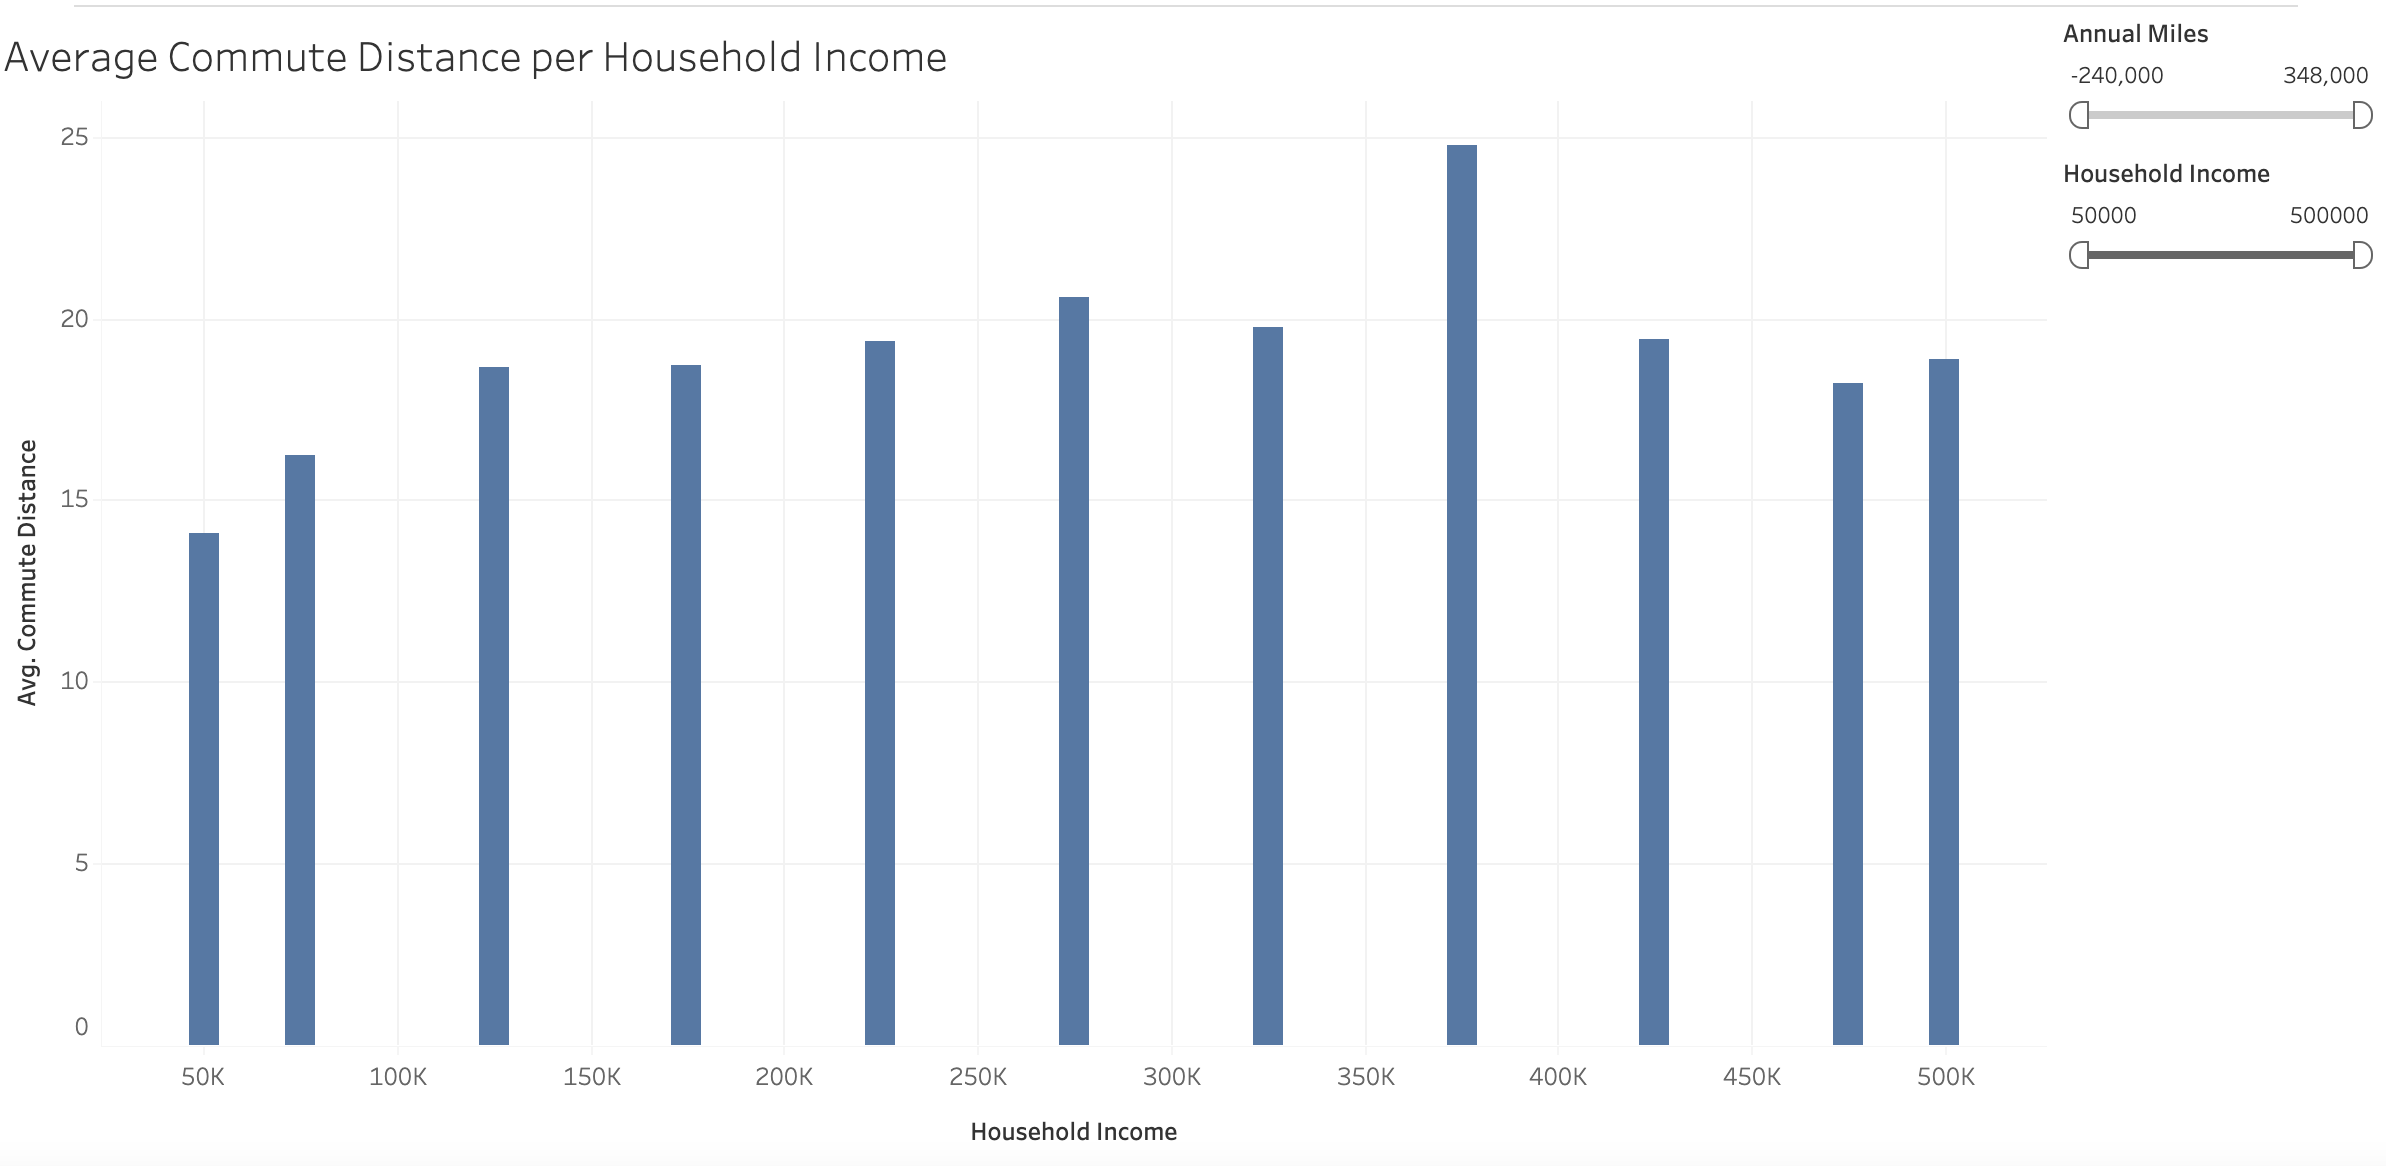 Average Commute Distance per Household Income
Annual Miles
-240,000 348,000
Household Income
50000 500000
25
20
15
10
5
0
Avg. Commute Distance
50K 100K 150K 200K 250K 300K 350K 400K 450K 500K
Household Income